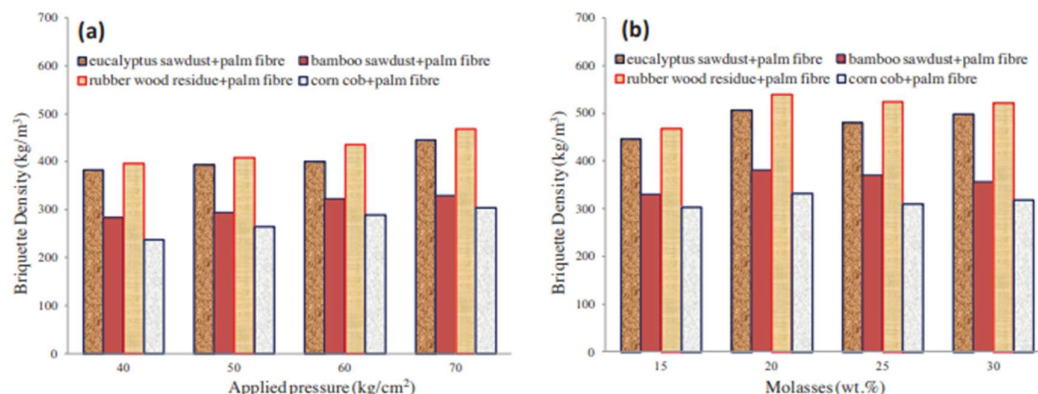 (a)
700
600
500
400
300
200
100
0
Briquette Density (kg/m³)
eucalyptus sawdust+palm fibre bamboo sawdust+palm fibre
rubber wood residue+palm fibre corn cob+palm fibre
40 50 60 70
Applied pressure (kg/cm²)
(b)
700
600
500
400
300
200
100
0
Briquette Density (kg/m³)
eucalyptus sawdust+palm fibre bamboo sawdust+palm fibre
rubber wood residue+palm fibre corn cob+palm fibre
15 20 25 30
Molasses (wt.%)